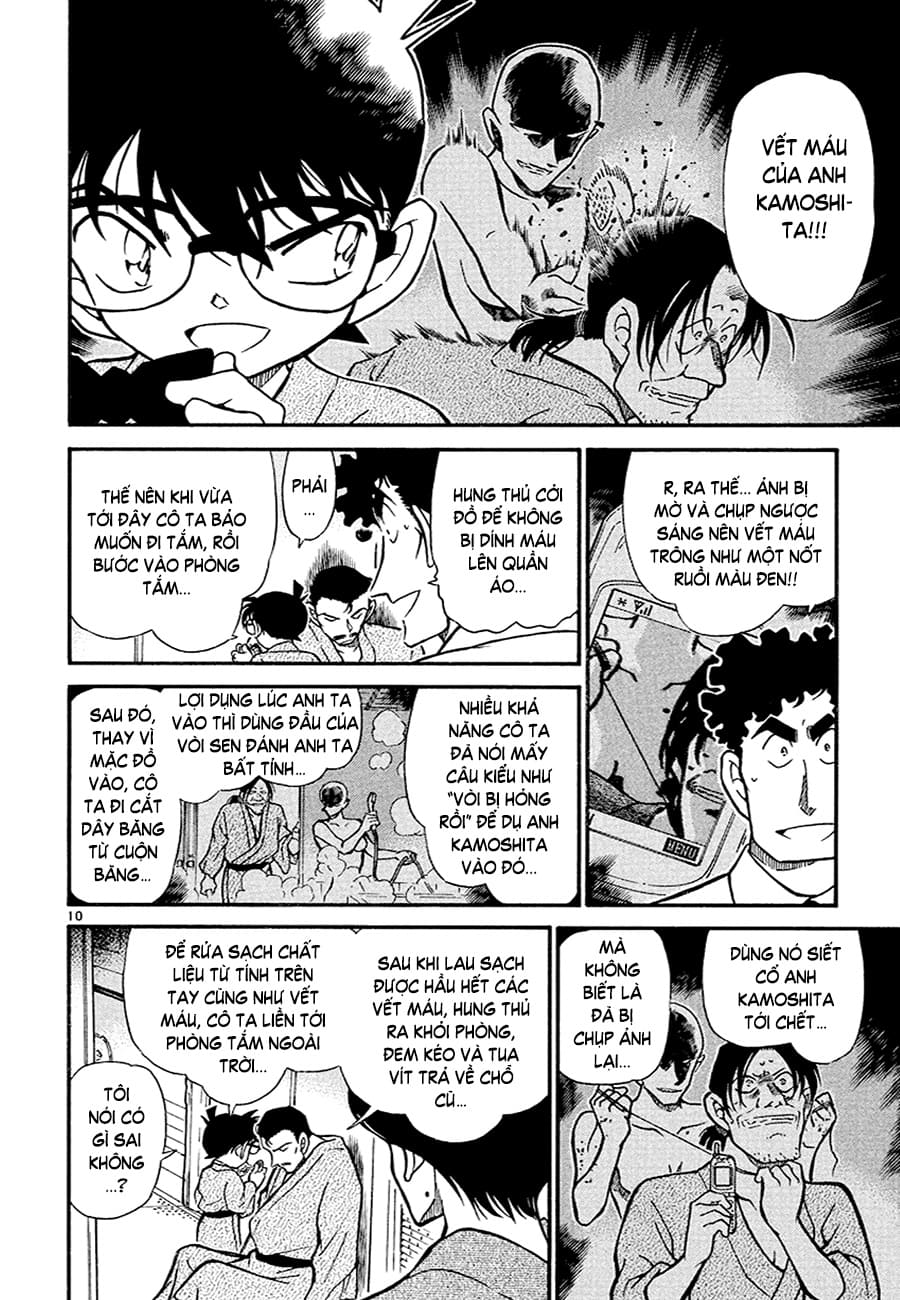 VẾT MÁU
CỦA ANH
KAMOSHI-
TA!!!
R, RA THẾ... ẢNH BỊ
MỜ VÀ CHỤP NGƯỢC
SÁNG NÊN VẾT MÁU
TRÔNG NHƯ MỘT NỐT
RUỒI MÀU ĐEN!!
HUNG THỦ CỞI
ĐỒ ĐỂ KHÔNG
BỊ DÍNH MÁU
LÊN QUẦN
ÁO...
PHẢI
...
THẾ NÊN KHI VỪA
TỚI ĐÂY CÔ TA BẢO
MUỐN ĐI TẮM, RỒI
BƯỚC VÀO PHÒNG
TẮM...
NHIỀU KHẢ
NĂNG CÔ TA
ĐÃ NÓI MẤY
CÂU KIỂU NHƯ
"VÒI BỊ HỎNG
RỒI" ĐỂ DỤ ANH
KAMOSHITA
VÀO ĐÓ...
LỢI DỤNG LÚC ANH TA
VÀO THÌ DÙNG ĐẦU CỦA
VÒI SEN ĐÁNH ANH TA
BẤT TỈNH...
SAU ĐÓ,
THAY VÌ
MẶC ĐỒ
VÀO, CÔ
TA ĐI CẮT
DÂY BĂNG
TỪ CUỘN
BĂNG...
10
DÙNG NÓ SIẾT
CỔ ANH
KAMOSHITA
TỚI CHẾT...
MÀ
KHÔNG
BIẾT LÀ
ĐÃ BỊ
CHỤP ẢNH
LẠI...
SAU KHI LAU SẠCH
ĐƯỢC HẦU HẾT CÁC
VẾT MÁU, HUNG THỦ
RA KHỎI PHÒNG,
ĐEM KÉO VÀ TUA
VÍT TRẢ VỀ CHỖ
CŨ...
ĐỂ RỬA SẠCH CHẤT
LIỆU TỪ TÍNH TRÊN
TAY CŨNG NHƯ VẾT
MÁU, CÔ TA LIỀN TỚI
PHÒNG TẮM NGOÀI
TRỜI...
TÔI
NÓI CÓ
GÌ SAI
KHÔNG
...?